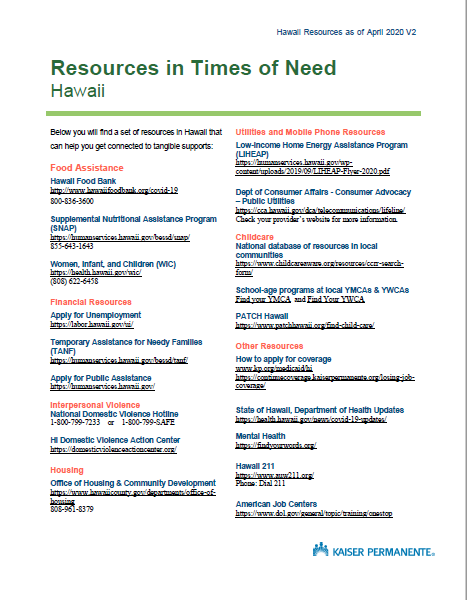 Hawaii Resources as of April 2020 V2
Resources in Times of Need
Hawaii
Below you will find a set of resources in Hawaii that
can help you get connected to tangible supports:
Food Assistance
Hawaii Food Bank
http://www.hawaiifoodbank.org/covid-19
800-836-3600
Supplemental Nutritional Assistance Program
(SNAP)
https://humanservices.hawaii.gov/bessd/snap/
855-643-1643
Women, Infant, and Children (WIC)
https://health.hawaii.gov/wic/
(808) 622-6458
Financial Resources
Apply for Unemployment
https://labor.hawaii.gov/ui/
Temporary Assistance for Needy Families
(TANF)
https://humanservices.hawaii.gov/bessd/tanf/
Apply for Public Assistance
https://humanservices.hawaii.gov/
Interpersonal Violence
National Domestic Violence Hotline
1-800-799-7233 or 1-800-799-SAFE
HI Domestic Violence Action Center
https://domesticviolenceactioncenter.org/
Housing
Office of Housing & Community Development
https://www.hawaiicounty.gov/departments/office-of-
housing
808-961-8379
Utilities and Mobile Phone Resources
Low-Income Home Energy Assistance Program
(LIHEAP)
https://humanservices.hawaii.gov/wp-
content/uploads/2019/09/LIHEAP-Flyer-2020.pdf
Dept of Consumer Affairs - Consumer Advocacy
– Public Utilities
https://cca.hawaii.gov/dca/telecommunications/lifeline/
Check your provider's website for more information.
Childcare
National database of resources in local
communities
https://www.childcareaware.org/resources/ccrr-search-
form/
School-age programs at local YMCAs & YWCAs
Find your YMCA and Find Your YWCA
PATCH Hawaii
https://www.patchhawaii.org/find-child-care/
Other Resources
How to apply for coverage
www.kp.org/medicaid/hi
https://continuecoverage.kaiserpermanente.org/losing-job-
coverage/
State of Hawaii, Department of Health Updates
https://health.hawaii.gov/news/covid-19-updates/
Mental Health
https://findyourwords.org/
Hawaii 211
https://www.auw211.org/
Phone: Dial 211
American Job Centers
https://www.dol.gov/general/topic/training/onestop
KAISER PERMANENTE®